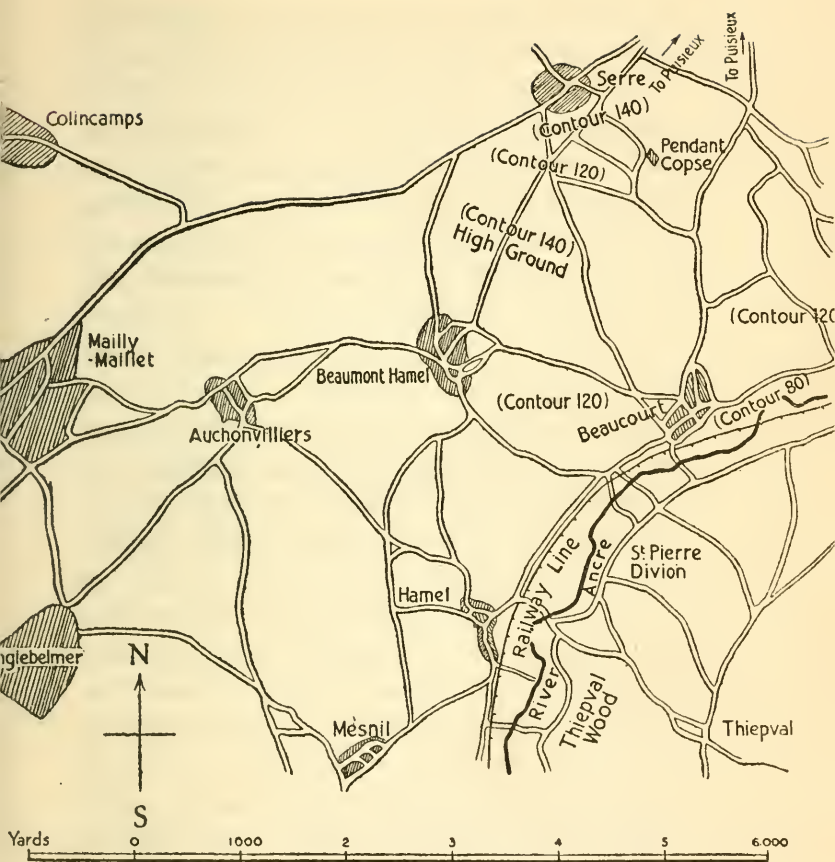 To Puisieux
To Puisieux
Serre
(Contour 140)
Colincamps
Pendant
Copse
(Contour 120)
(Contour 140)
High Ground
(Contour 120
Mailly
-Maillet
Beaumont Hamel
(Contour 120)
(Contour 80)
Beaucourt
Auchonvilliers
Railway Line
Ancre
St. Pierre
Divion
Hamel
nglebelmer
N
River
Thiepval
Wood
Mesnil
Thiepval
S
Yards 0 1000 2 3 4 5 6.000